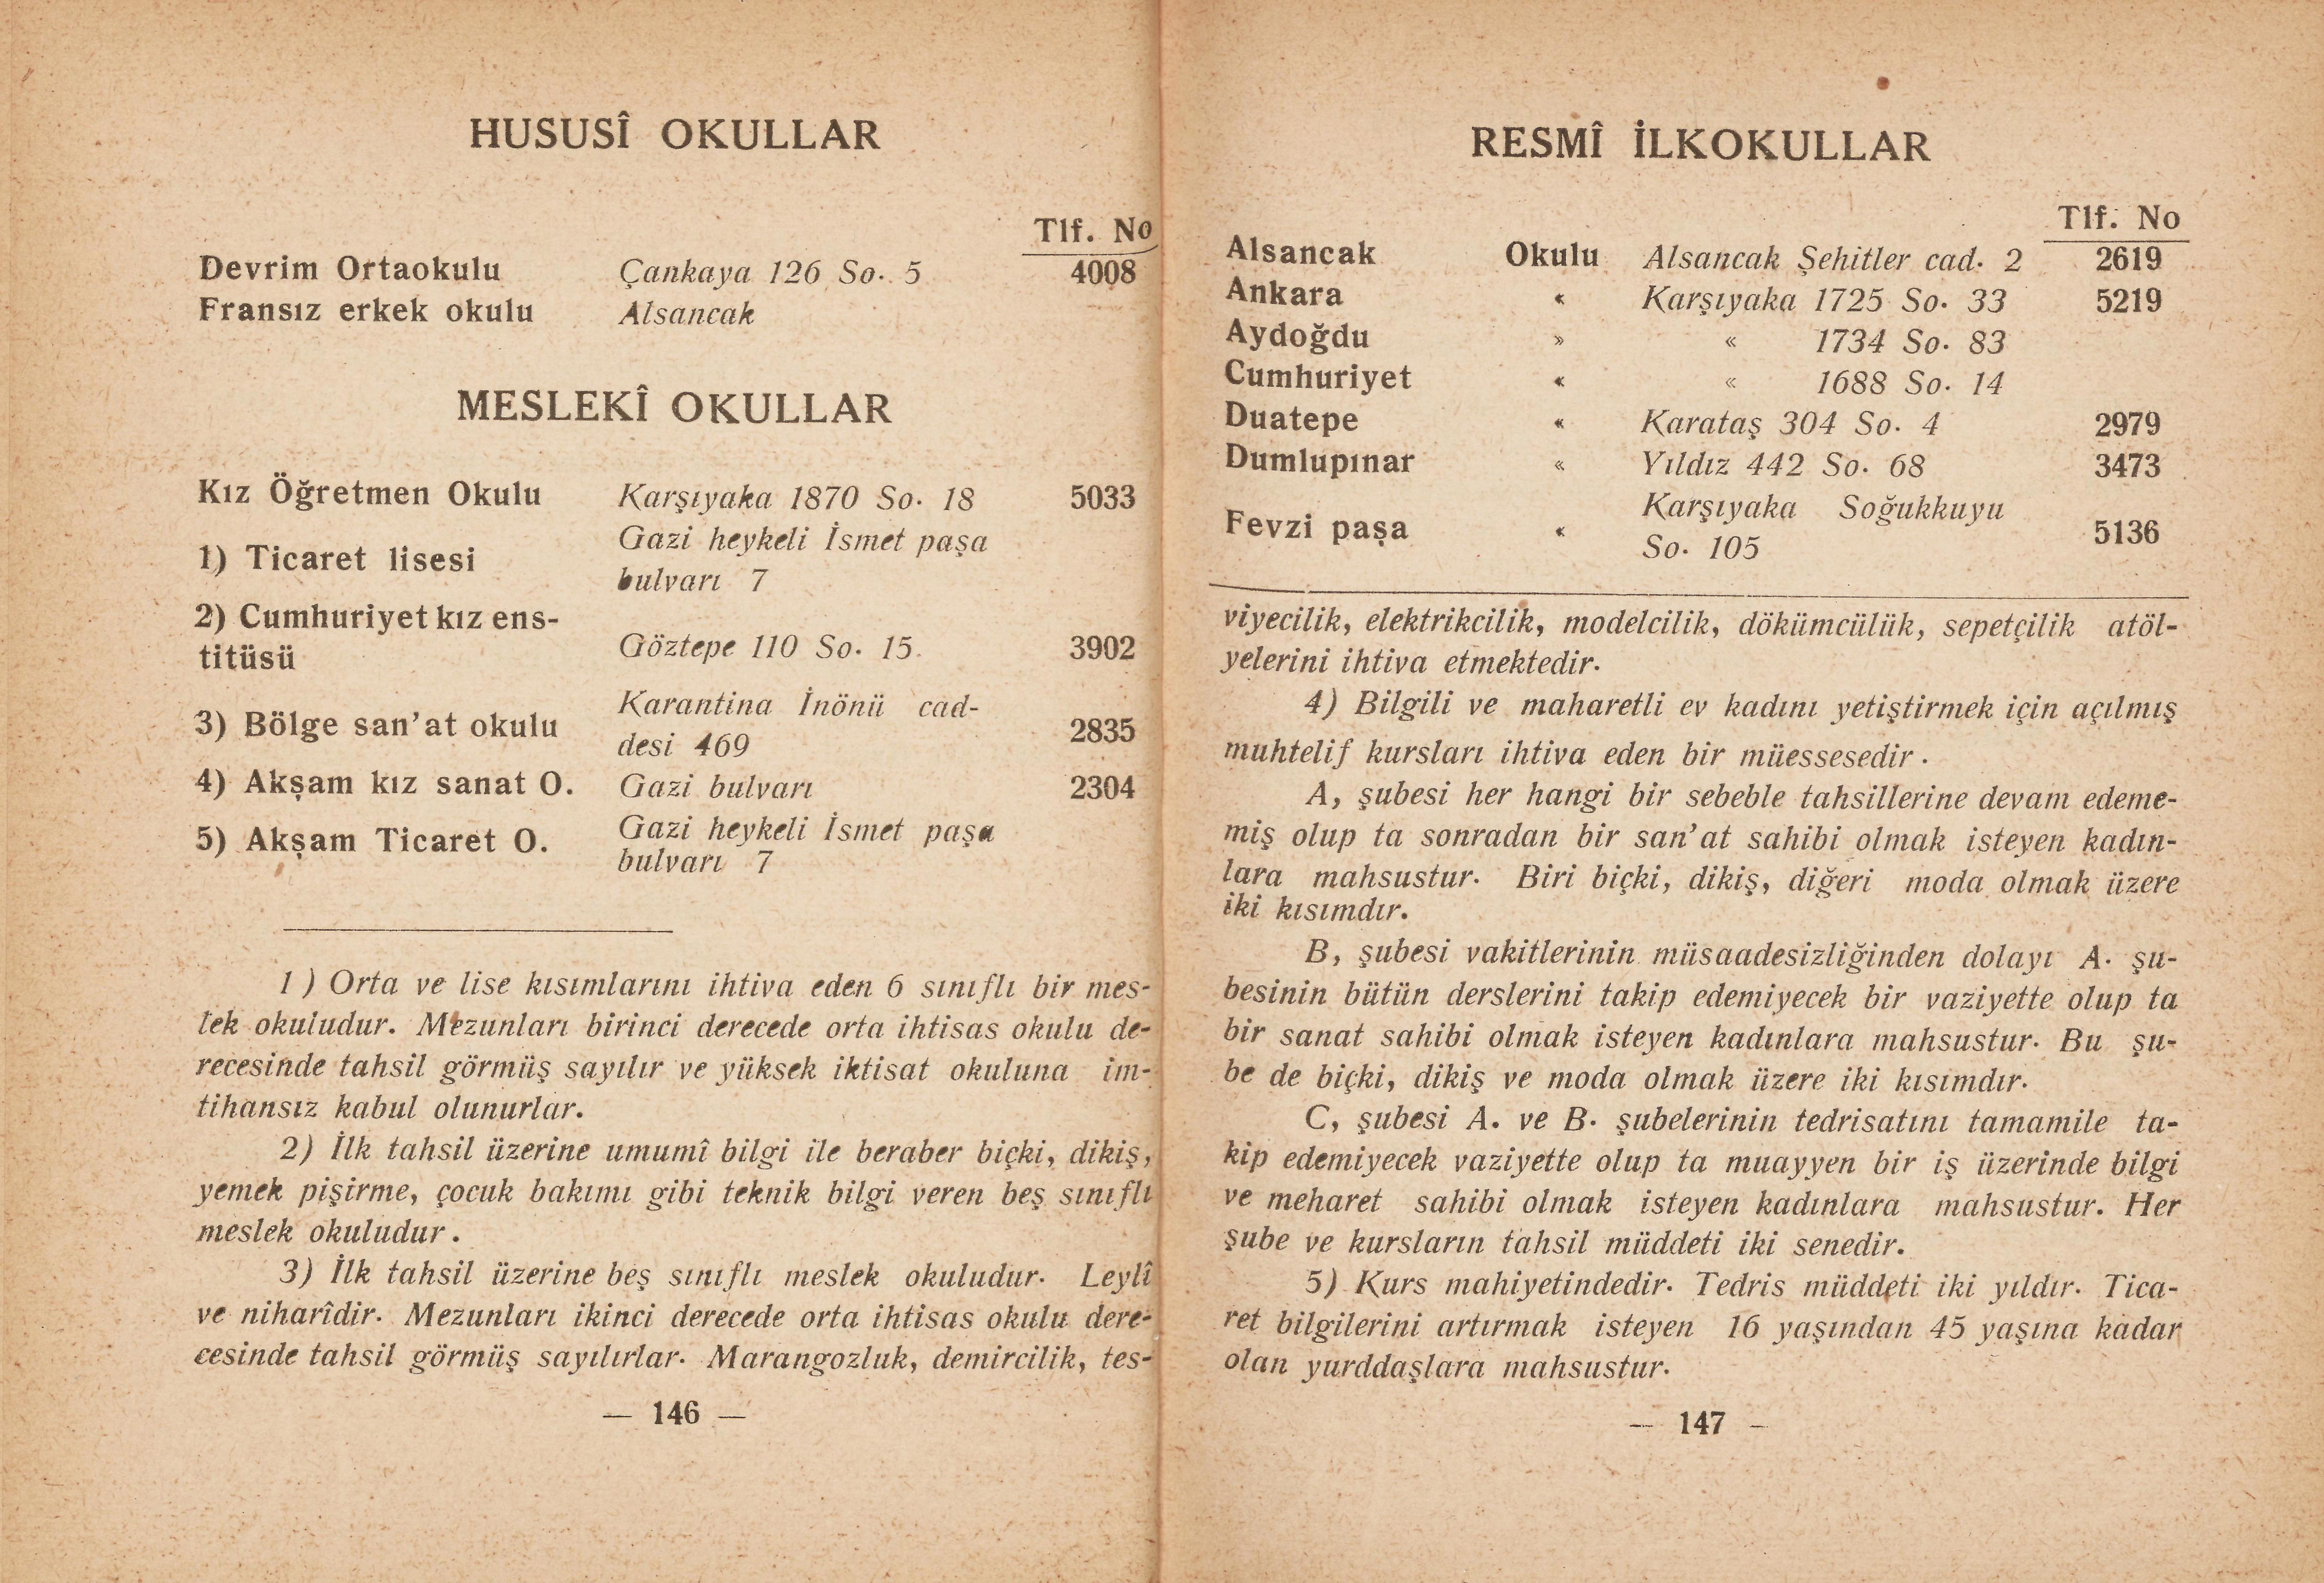 HUSUSÎ OKULLAR
Tlf. No
Devrim Ortaokulu Çankaya 126 So. 5 4008
Fransız erkek okulu Alsancak
MESLEKÎ OKULLAR
Kız Öğretmen Okulu Karşıyaka 1870 So. 18 5033
1) Ticaret lisesi Gazi heykeli İsmet paşa
bulvarı 7
2) Cumhuriyet kız ens-
titüsü Göztepe 110 So. 15 3902
3) Bölge san'at okulu Karantina İnönü cad-
desi 469 2835
4) Akşam kız sanat O. Gazi bulvarı 2304
5) Akşam Ticaret O. Gazi heykeli İsmet paşa
bulvarı 7
1 ) Orta ve lise kısımlarını ihtiva eden 6 sınıflı bir mes-
lek okuludur. Mezunları birinci derecede orta ihtisas okulu de-
recesinde tahsil görmüş sayılır ve yüksek iktisat okuluna im-
tihansız kabul olunurlar.
2) İlk tahsil üzerine umumî bilgi ile beraber biçki, dikiş,
yemek pişirme, çocuk bakımı gibi teknik bilgi veren beş sınıflı
meslek okuludur.
3) İlk tahsil üzerine beş sınıflı meslek okuludur. Leylî
ve niharîdir. Mezunları ikinci derecede orta ihtisas okulu dere-
cesinde tahsil görmüş sayılırlar. Marangozluk, demircilik, tes-
— 146 —
RESMÎ İLKOKULLAR
Tlf. No
Alsancak Okulu Alsancak Şehitler cad. 2 2619
Ankara « Karşıyaka 1725 So. 33 5219
Aydoğdu » « 1734 So. 83
Cumhuriyet « « 1688 So. 14
Duatepe « Karataş 304 So. 4 2979
Dumlupınar « Yıldız 442 So. 68 3473
Fevzi paşa « Karşıyaka Soğukkuyu
So. 105 5136
viyecilik, elektrikcilik, modelcilik, dökümcülük, sepetçilik atöl-
yelerini ihtiva etmektedir.
4) Bilgili ve maharetli ev kadını yetiştirmek için açılmış
muhtelif kursları ihtiva eden bir müessesedir.
A, şubesi her hangi bir sebeble tahsillerine devam edeme-
miş olup ta sonradan bir san'at sahibi olmak isteyen kadın-
lara mahsustur. Biri biçki, dikiş, diğeri moda olmak üzere
iki kısımdır.
B, şubesi vakitlerinin müsaadesizliğinden dolayı A. şu-
besinin bütün derslerini takip edemiyecek bir vaziyette olup ta
bir sanat sahibi olmak isteyen kadınlara mahsustur. Bu şu-
be de biçki, dikiş ve moda olmak üzere iki kısımdır.
C, şubesi A. ve B. şubelerinin tedrisatını tamamile ta-
kip edemiyecek vaziyette olup ta muayyen bir iş üzerinde bilgi
ve meharet sahibi olmak isteyen kadınlara mahsustur. Her
şube ve kursların tahsil müddeti iki senedir.
5) Kurs mahiyetindedir. Tedris müddeti iki yıldır. Tica-
ret bilgilerini artırmak isteyen 16 yaşından 45 yaşına kadar
olan yurddaşlara mahsustur.
— 147 —